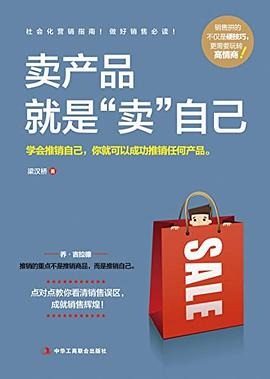 社会化营销指南！做好销售必读！
销售拼的
不仅是硬技巧，
更需要玩转
高情商！
卖产品
就是“卖”自己
学会推销自己，你就可以成功推销任何产品。
梁汉桥 著
乔·吉拉德
推销的重点不是推销商品，而是推销自己。
点对点教你看清销售误区，
成就销售辉煌！
SALE
中华工商联合出版社